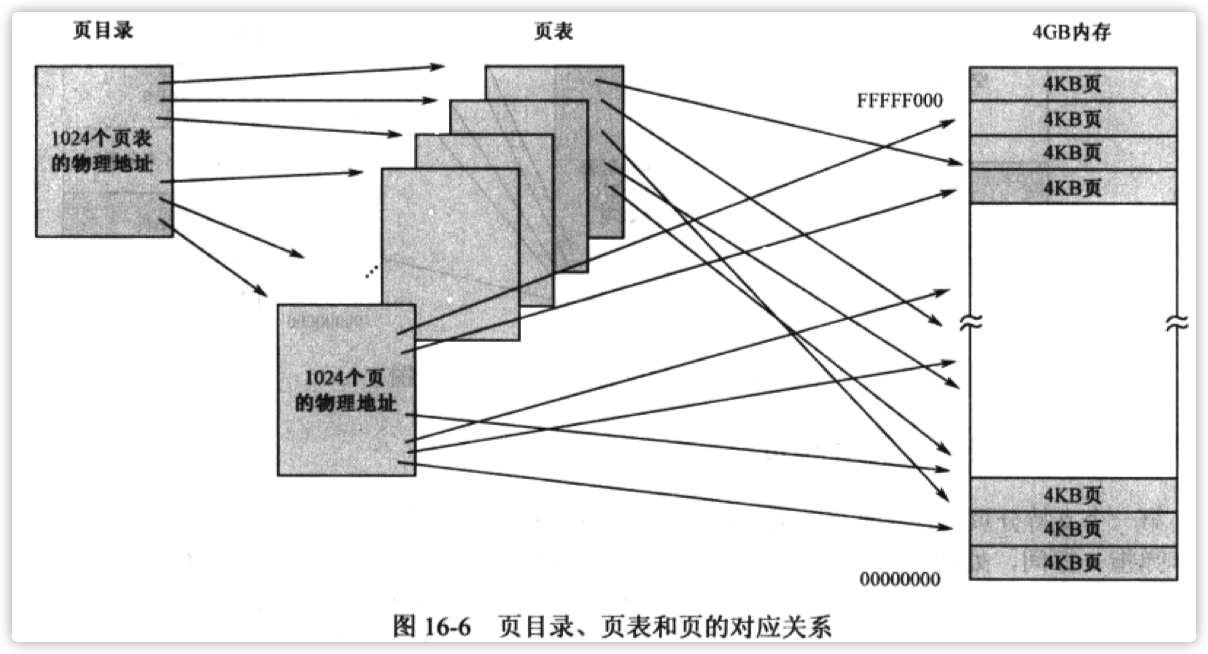 页目录
页表
4GB内存
1024个页表
的物理地址
1024个页
的物理地址
FFFFF000
4KB页
4KB页
4KB页
4KB页
4KB页
4KB页
4KB页
00000000
图 16-6 页目录、页表和页的对应关系